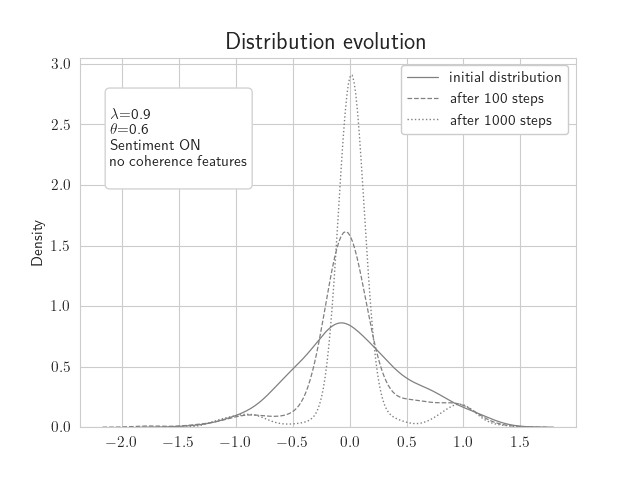 Distribution evolution
3.0
2.5
2.0
1.5
1.0
0.5
0.0
Density
λ=0.9
θ=0.6
Sentiment ON
no coherence features
initial distribution
after 100 steps
after 1000 steps
−2.0 −1.5 −1.0 −0.5 0.0 0.5 1.0 1.5